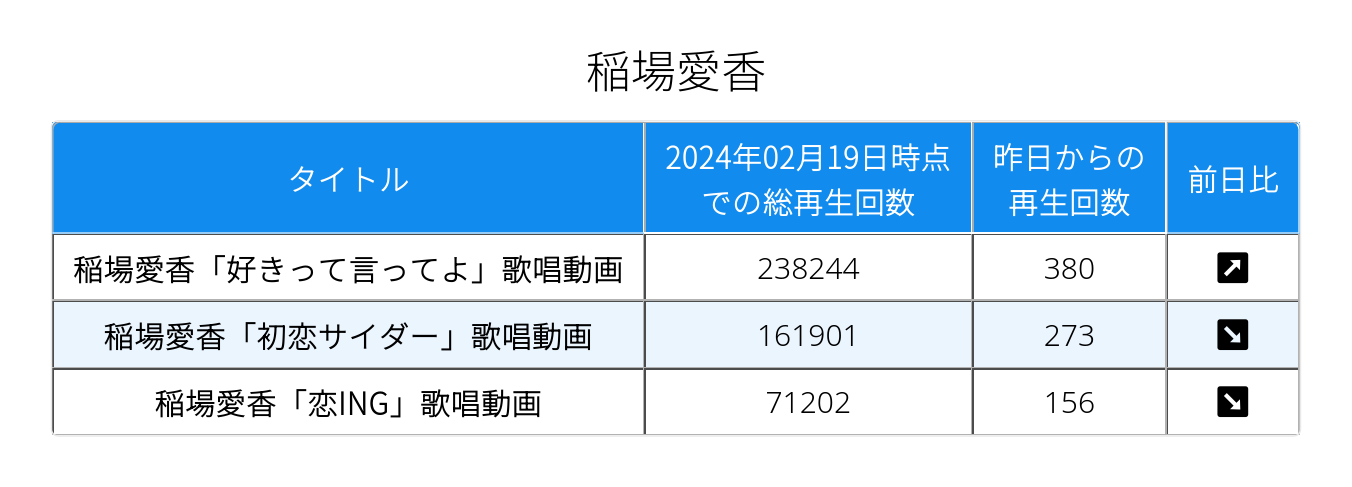 稲場愛香
タイトル
2024年02月19日時点
での総再生回数
昨日からの
再生回数
前日比
稲場愛香「好きって言ってよ」歌唱動画
238244
380
↗
稲場愛香「初恋サイダー」歌唱動画
161901
273
↘
稲場愛香「恋ING」歌唱動画
71202
156
↘